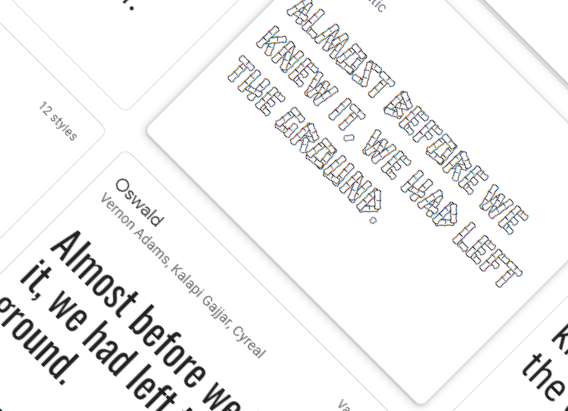 r.
tic
ALMOST BEFORE WE
KNEW IT, WE HAD LEFT
THE GROUND.
12 styles
Oswald
Vernon Adams, Kalapi Gajjar, Cyreal
Almost before we
it, we had left
ground.
Va
k
the